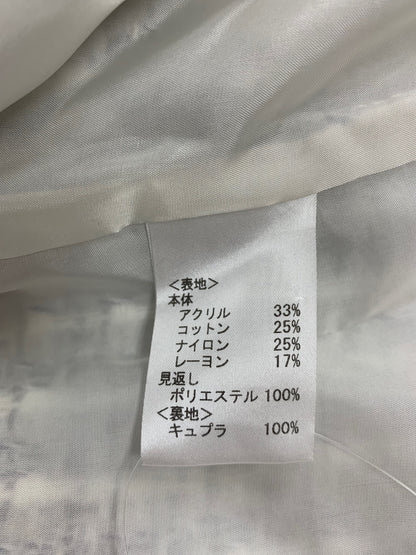 <表地>
本体
アクリル 33%
コットン 25%
ナイロン 25%
レーヨン 17%
見返し
ポリエステル 100%
<裏地>
キュプラ 100%